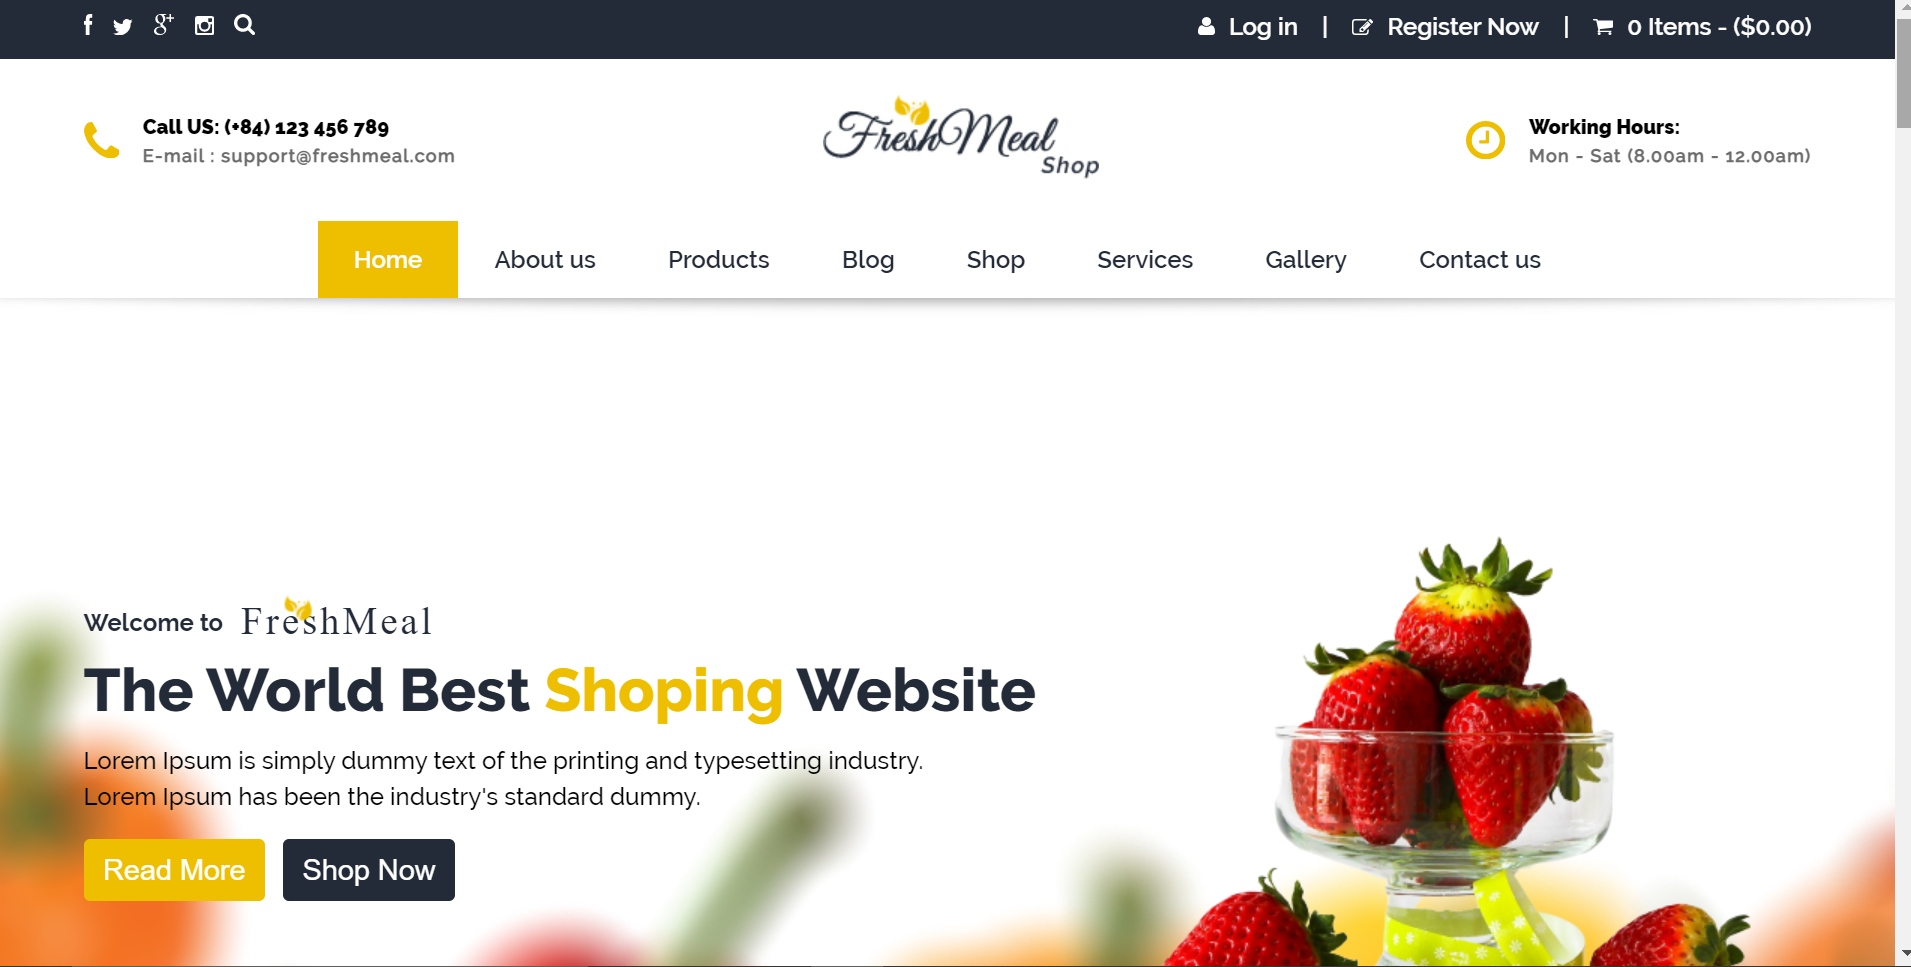 Log in | Register Now | 0 Items - ($0.00)
Call US: (+84) 123 456 789
E-mail : support@freshmeal.com
FreshMeal
Shop
Working Hours:
Mon - Sat (8.00am - 12.00am)
Home About us Products Blog Shop Services Gallery Contact us
Welcome to FreshMeal
The World Best Shoping Website
Lorem Ipsum is simply dummy text of the printing and typesetting industry.
Lorem Ipsum has been the industry's standard dummy.
Read More Shop Now